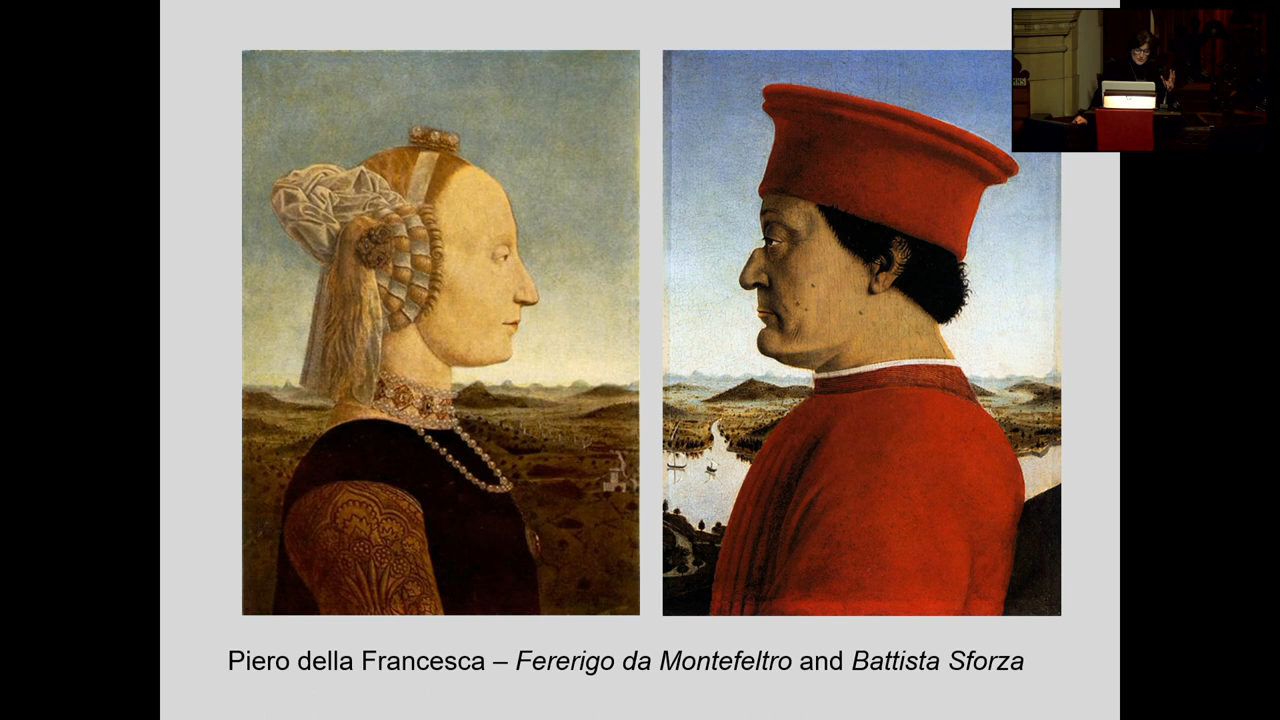 Piero della Francesca – Fererigo da Montefeltro and Battista Sforza